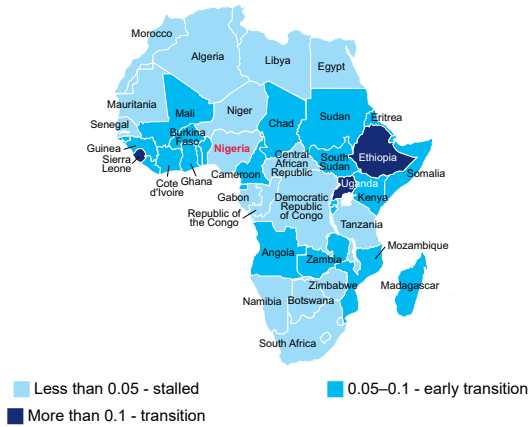 Morocco
Algeria
Libya
Egypt
Mauritania
Mali
Niger
Chad
Sudan
Eritrea
Senegal
Burkina
Faso
Nigeria
Guinea
Sierra
Leone
Cote
d'Ivoire
Ghana
Cameroon
Central
African
Republic
South
Sudan
Ethiopia
Somalia
Uganda
Kenya
Gabon
Republic of
the Congo
Democratic
Republic
of Congo
Tanzania
Angola
Zambia
Mozambique
Zimbabwe
Madagascar
Namibia
Botswana
South Africa
Less than 0.05 - stalled
0.05–0.1 - early transition
More than 0.1 - transition